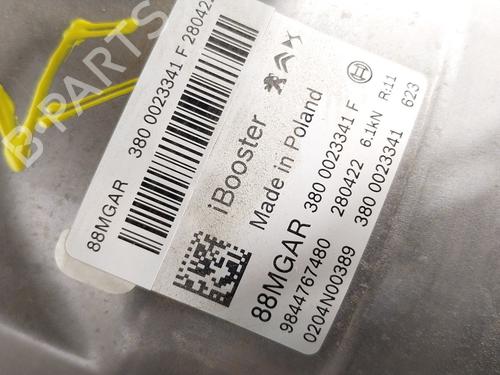 B-PARTS
380 0023341 F 280422
88MGAR
iBooster
Made in Poland
88MGAR 380 0023341 F
9844767480 280422 6.1kN R:11
0204N00389 380 0023341 623